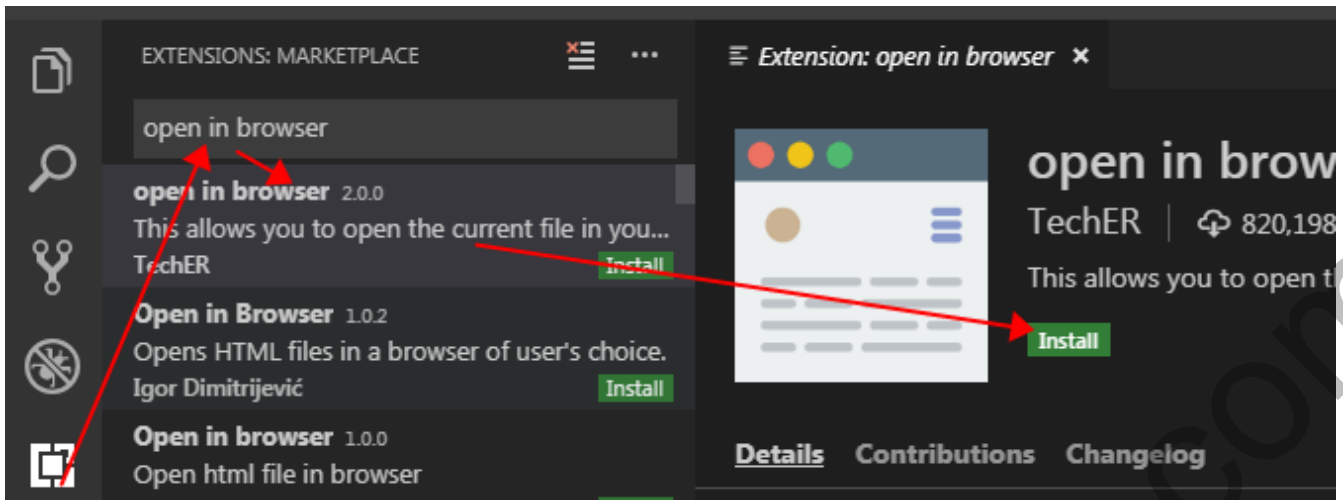 EXTENSIONS: MARKETPLACE
open in browser
open in browser 2.0.0
This allows you to open the current file in you...
TechER Install
Open in Browser 1.0.2
Opens HTML files in a browser of user's choice.
Igor Dimitrijević Install
Open in browser 1.0.0
Open html file in browser
Extension: open in browser
open in brow
TechER 820,198
This allows you to open t
Install
Details Contributions Changelog
com